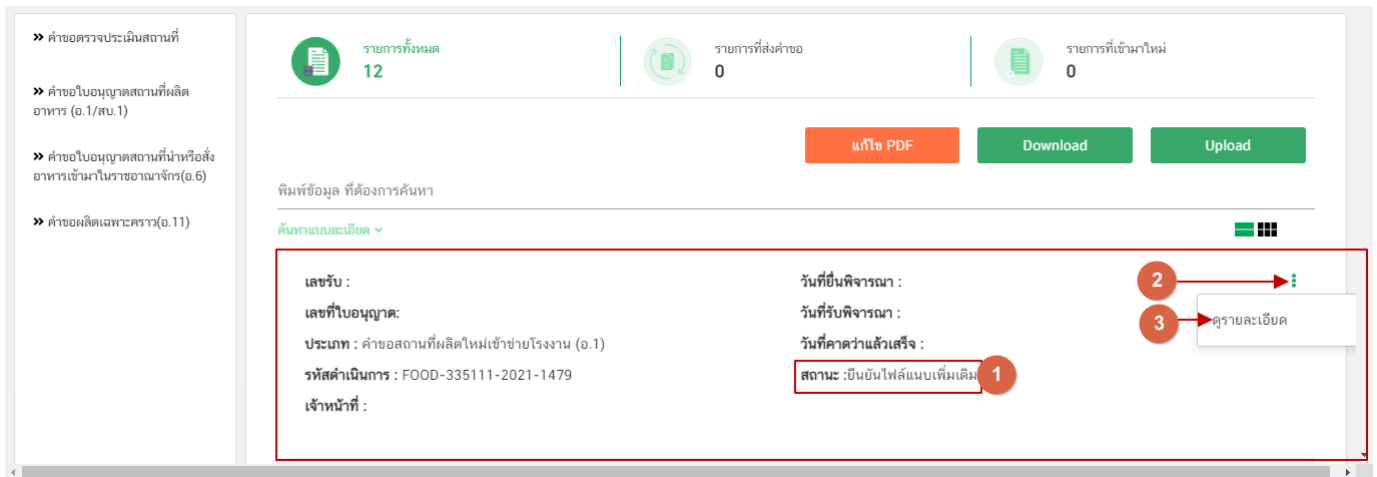 คำขอตรวจประเมินสถานที่
คำขอใบอนุญาตสถานที่ผลิต
อาหาร (อ.1/สบ.1)
คำขอใบอนุญาตสถานที่นำหรือสั่ง
อาหารเข้ามาในราชอาณาจักร(อ.6)
คำขอผลิตเฉพาะคราว(อ.11)
รายการทั้งหมด
12
รายการที่ส่งคำขอ
0
รายการที่เข้ามาใหม่
0
แก้ไข PDF
Download
Upload
พิมพ์ข้อมูล ที่ต้องการค้นหา
ค้นหาแบบละเอียด
เลขรับ :
เลขที่ใบอนุญาต:
ประเภท : คำขอสถานที่ผลิตใหม่เข้าข่ายโรงงาน (อ.1)
รหัสดำเนินการ : FOOD-335111-2021-1479
เจ้าหน้าที่ :
วันที่ยื่นพิจารณา :
วันที่รับพิจารณา :
วันที่คาดว่าแล้วเสร็จ :
สถานะ :ยืนยันไฟล์แนบเพิ่มเติม
1
2
3
ดูรายละเอียด